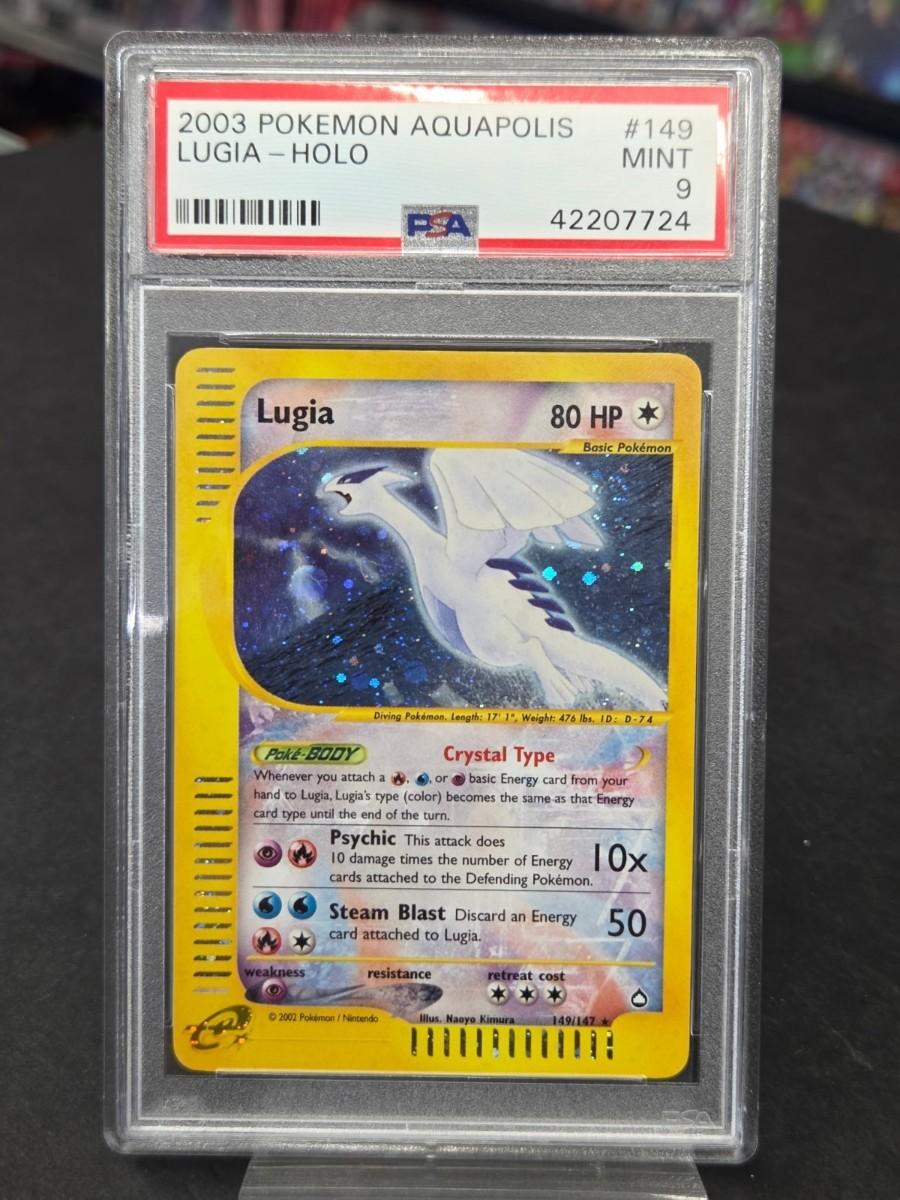 2003 POKEMON AQUAPOLIS #149
LUGIA - HOLO MINT
9
PSA 42207724
Lugia 80 HP
Basic Pokémon
Diving Pokémon. Length: 17' 1", Weight: 476 lbs. ID: D-74
Poké-BODY Crystal Type
Whenever you attach a , , or basic Energy card from your
hand to Lugia, Lugia's type (color) becomes the same as that Energy
card type until the end of the turn.
Psychic This attack does
10 damage times the number of Energy 10x
cards attached to the Defending Pokémon.
Steam Blast Discard an Energy 50
card attached to Lugia.
weakness resistance retreat cost
e
© 2002 Pokémon / Nintendo Illus. Naoyo Kimura 149/147 ★
PSA